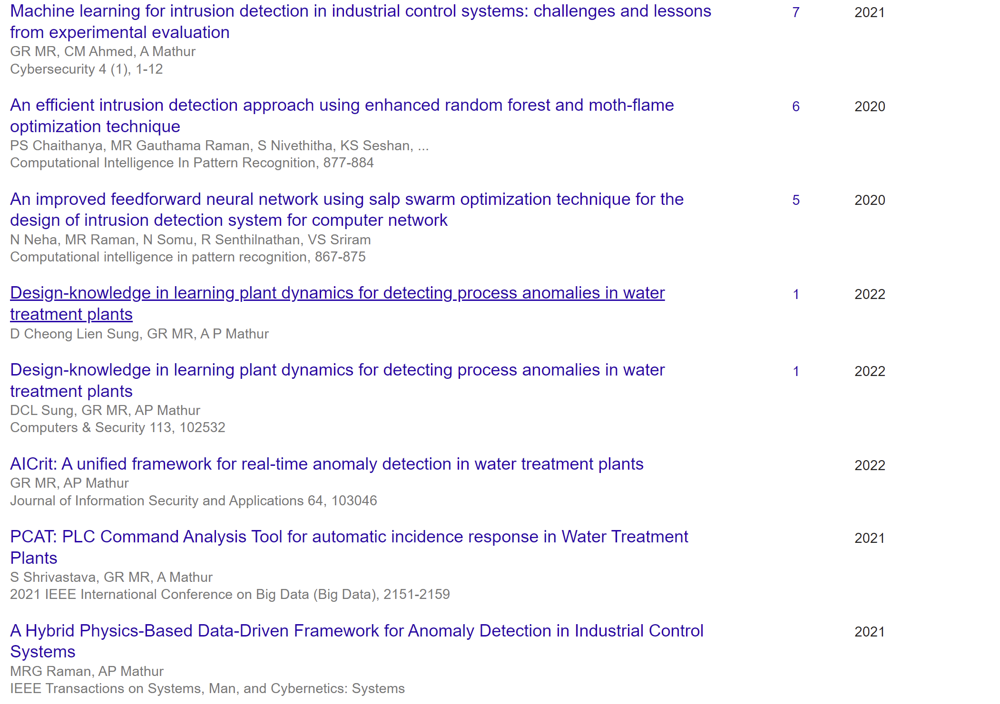 Machine learning for intrusion detection in industrial control systems: challenges and lessons 7 2021
from experimental evaluation
GR MR, CM Ahmed, A Mathur
Cybersecurity 4 (1), 1-12
An efficient intrusion detection approach using enhanced random forest and moth-flame 6 2020
optimization technique
PS Chaithanya, MR Gauthama Raman, S Nivethitha, KS Seshan, ...
Computational Intelligence In Pattern Recognition, 877-884
An improved feedforward neural network using salp swarm optimization technique for the 5 2020
design of intrusion detection system for computer network
N Neha, MR Raman, N Somu, R Senthilnathan, VS Sriram
Computational intelligence in pattern recognition, 867-875
Design-knowledge in learning plant dynamics for detecting process anomalies in water 1 2022
treatment plants
D Cheong Lien Sung, GR MR, A P Mathur
Design-knowledge in learning plant dynamics for detecting process anomalies in water 1 2022
treatment plants
DCL Sung, GR MR, AP Mathur
Computers & Security 113, 102532
AICrit: A unified framework for real-time anomaly detection in water treatment plants 2022
GR MR, AP Mathur
Journal of Information Security and Applications 64, 103046
PCAT: PLC Command Analysis Tool for automatic incidence response in Water Treatment 2021
Plants
S Shrivastava, GR MR, A Mathur
2021 IEEE International Conference on Big Data (Big Data), 2151-2159
A Hybrid Physics-Based Data-Driven Framework for Anomaly Detection in Industrial Control 2021
Systems
MRG Raman, AP Mathur
IEEE Transactions on Systems, Man, and Cybernetics: Systems